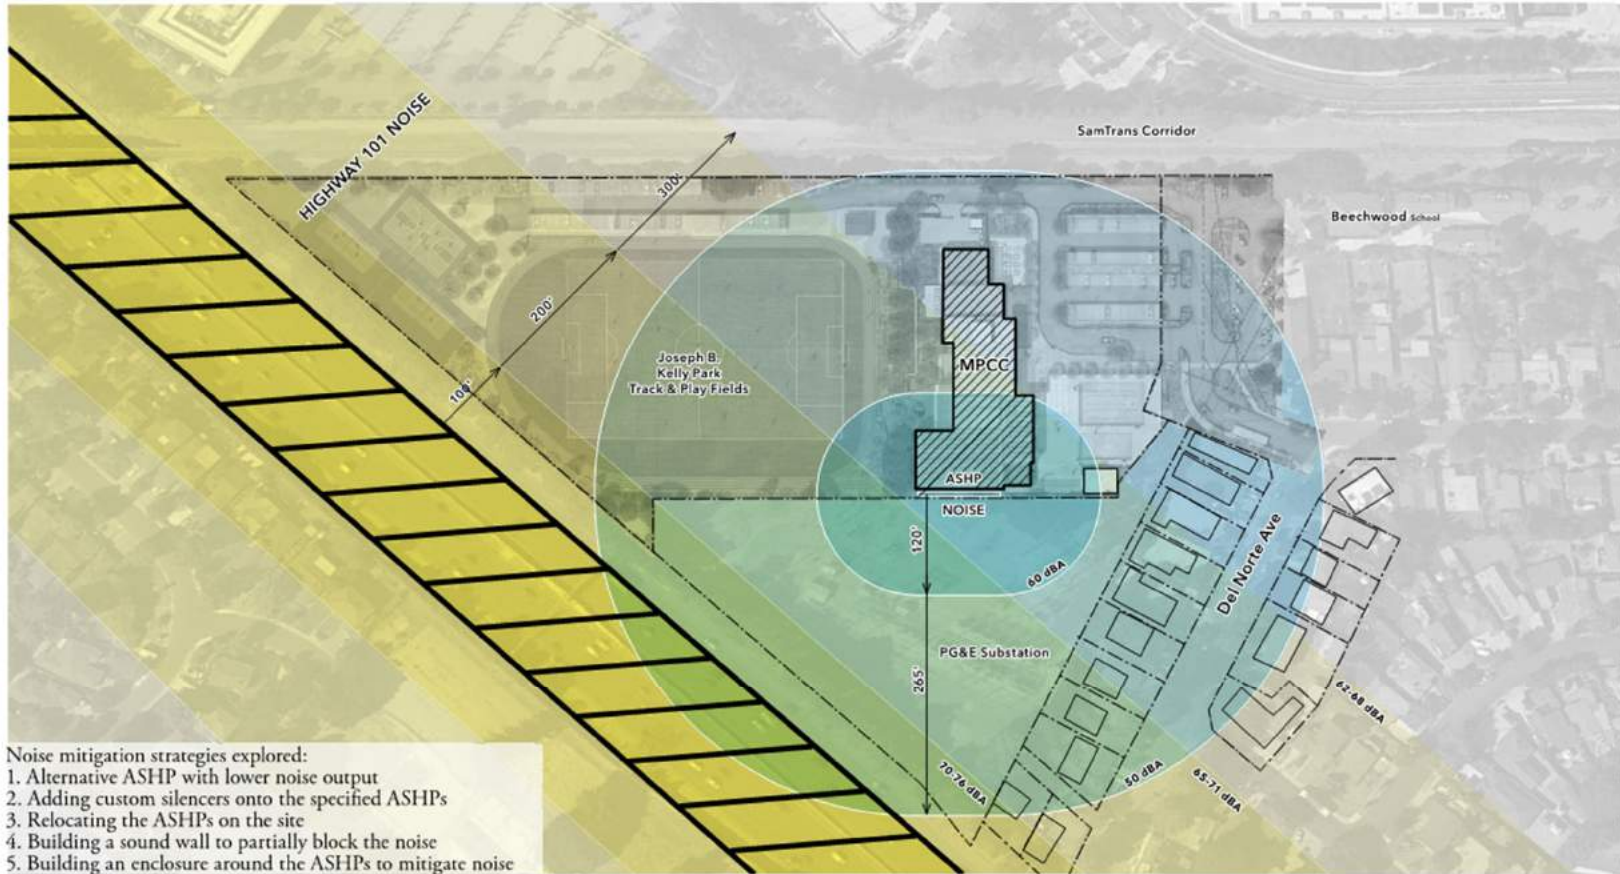 SamTrans Corridor
HIGHWAY 101 NOISE
300'
Beechwood School
200'
Joseph B.
Kelly Park
Track & Play Fields
MPCC
100'
ASHP
NOISE
120'
60 dBA
Del Norte Ave
PG&E Substation
265'
62-68 dBA
70-76 dBA
50 dBA
65-71 dBA
Noise mitigation strategies explored:
1. Alternative ASHP with lower noise output
2. Adding custom silencers onto the specified ASHPs
3. Relocating the ASHPs on the site
4. Building a sound wall to partially block the noise
5. Building an enclosure around the ASHPs to mitigate noise